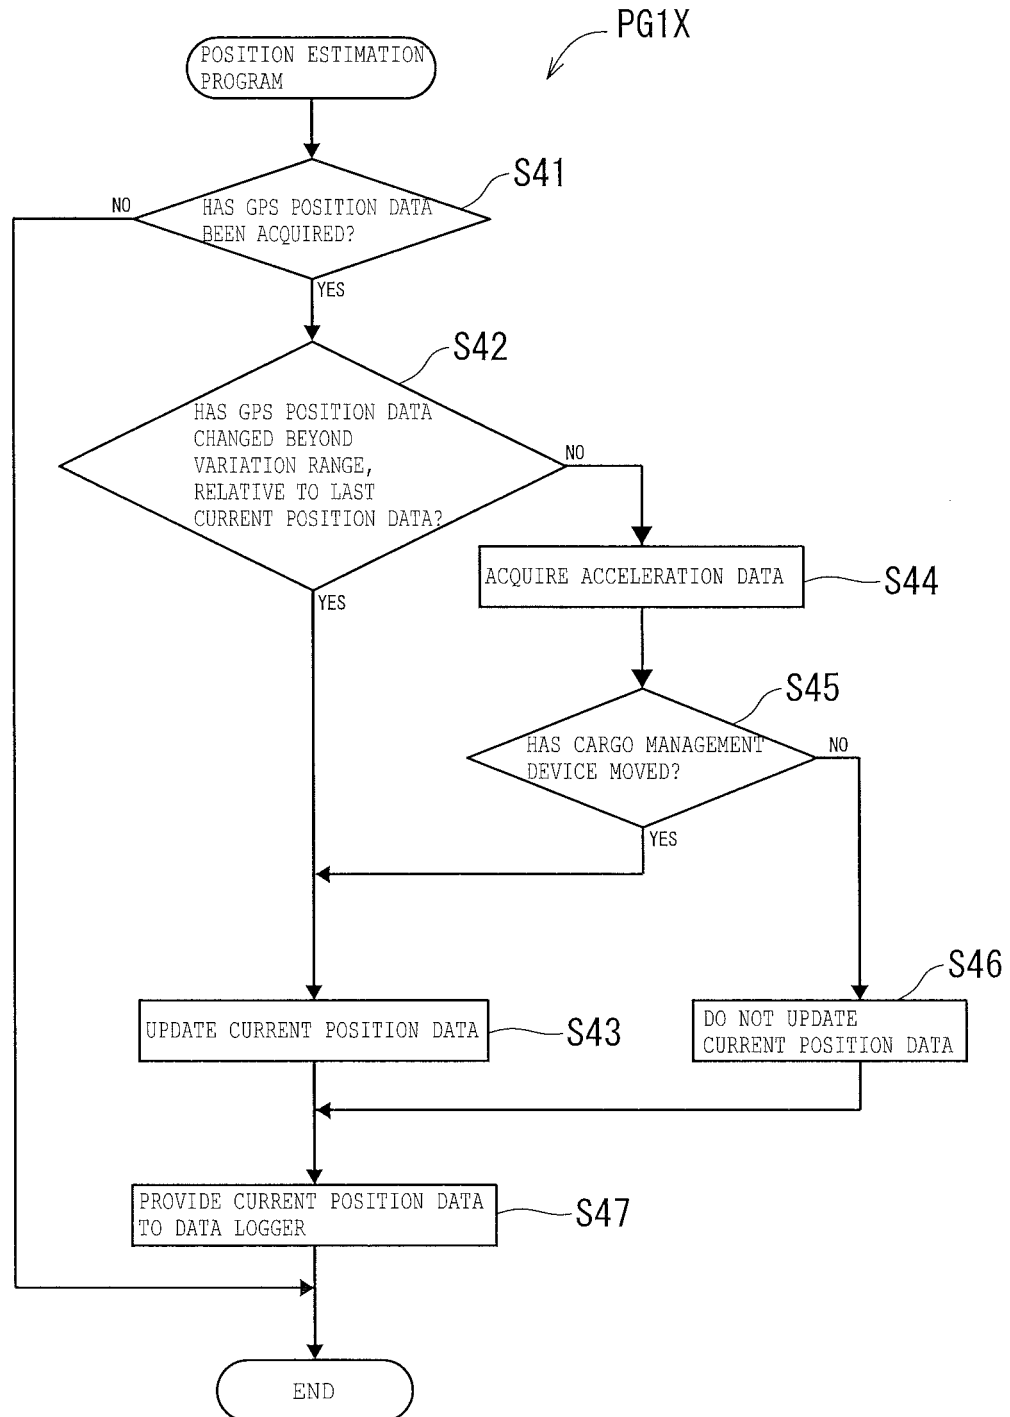 PG1X
POSITION ESTIMATION
PROGRAM
S41
NO
HAS GPS POSITION DATA
BEEN ACQUIRED?
YES
S42
HAS GPS POSITION DATA
CHANGED BEYOND
VARIATION RANGE,
RELATIVE TO LAST
CURRENT POSITION DATA?
NO
YES
ACQUIRE ACCELERATION DATA
S44
S45
HAS CARGO MANAGEMENT
DEVICE MOVED?
NO
YES
S46
UPDATE CURRENT POSITION DATA
S43
DO NOT UPDATE
CURRENT POSITION DATA
PROVIDE CURRENT POSITION DATA
TO DATA LOGGER
S47
END